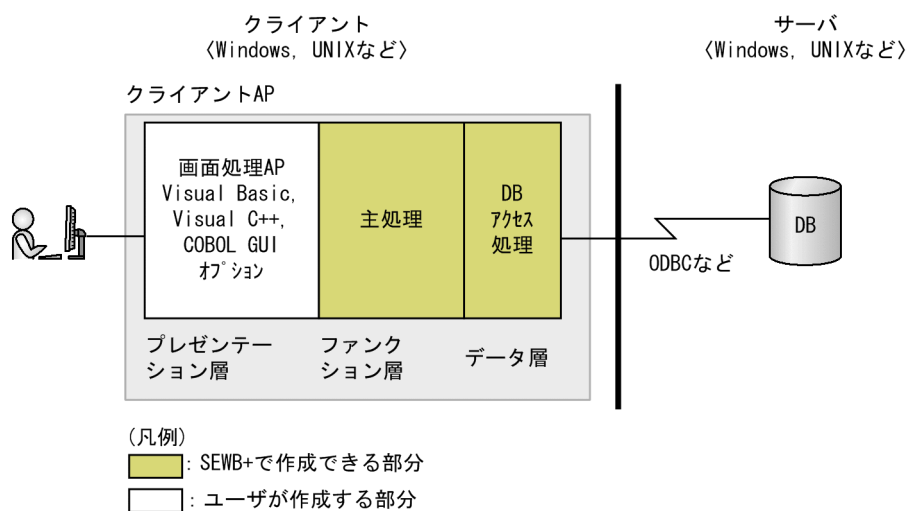 クライアント
〈Windows, UNIXなど〉
サーバ
〈Windows, UNIXなど〉
クライアントAP
画面処理AP
Visual Basic,
Visual C++,
COBOL GUI
ｵﾌﾟｼｮﾝ
主処理
DB
ｱｸｾｽ
処理
DB
ODBCなど
プレゼンテー
ション層
ファンク
ション層
データ層
(凡例)
: SEWB+で作成できる部分
: ユーザが作成する部分